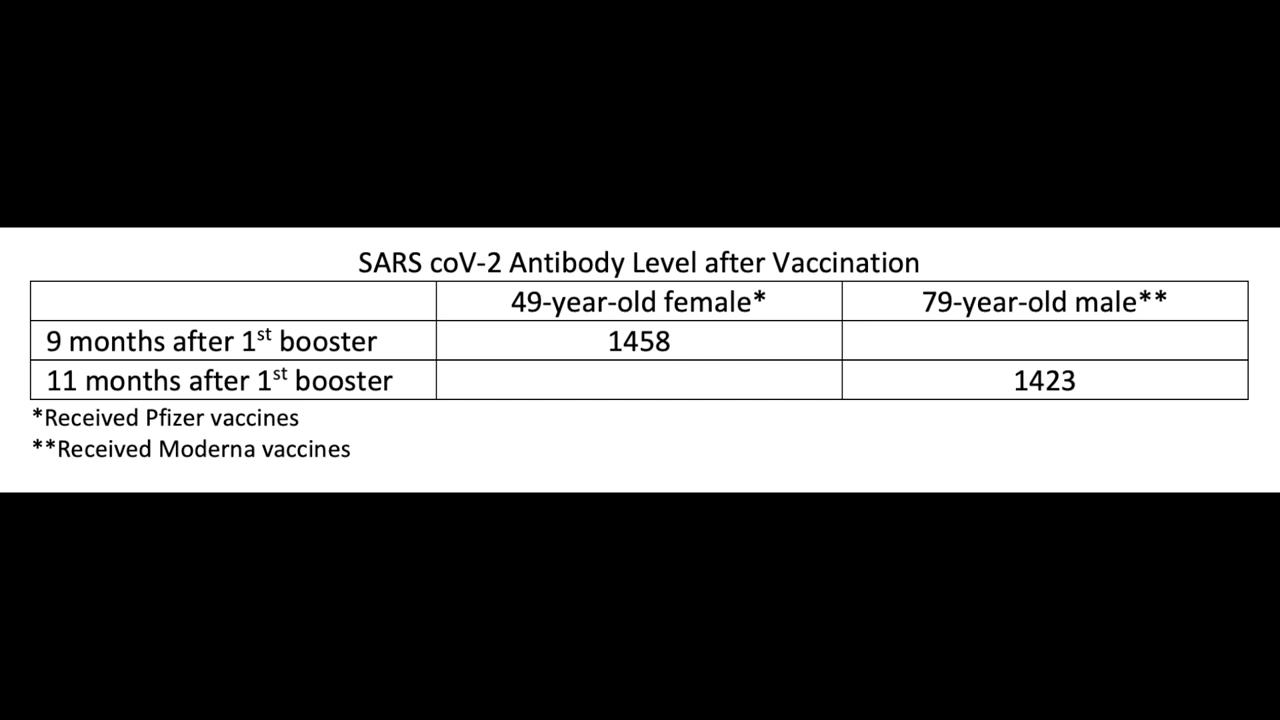 SARS coV-2 Antibody Level after Vaccination
49-year-old female* 79-year-old male**
9 months after 1st booster 1458
11 months after 1st booster 1423
*Received Pfizer vaccines
**Received Moderna vaccines